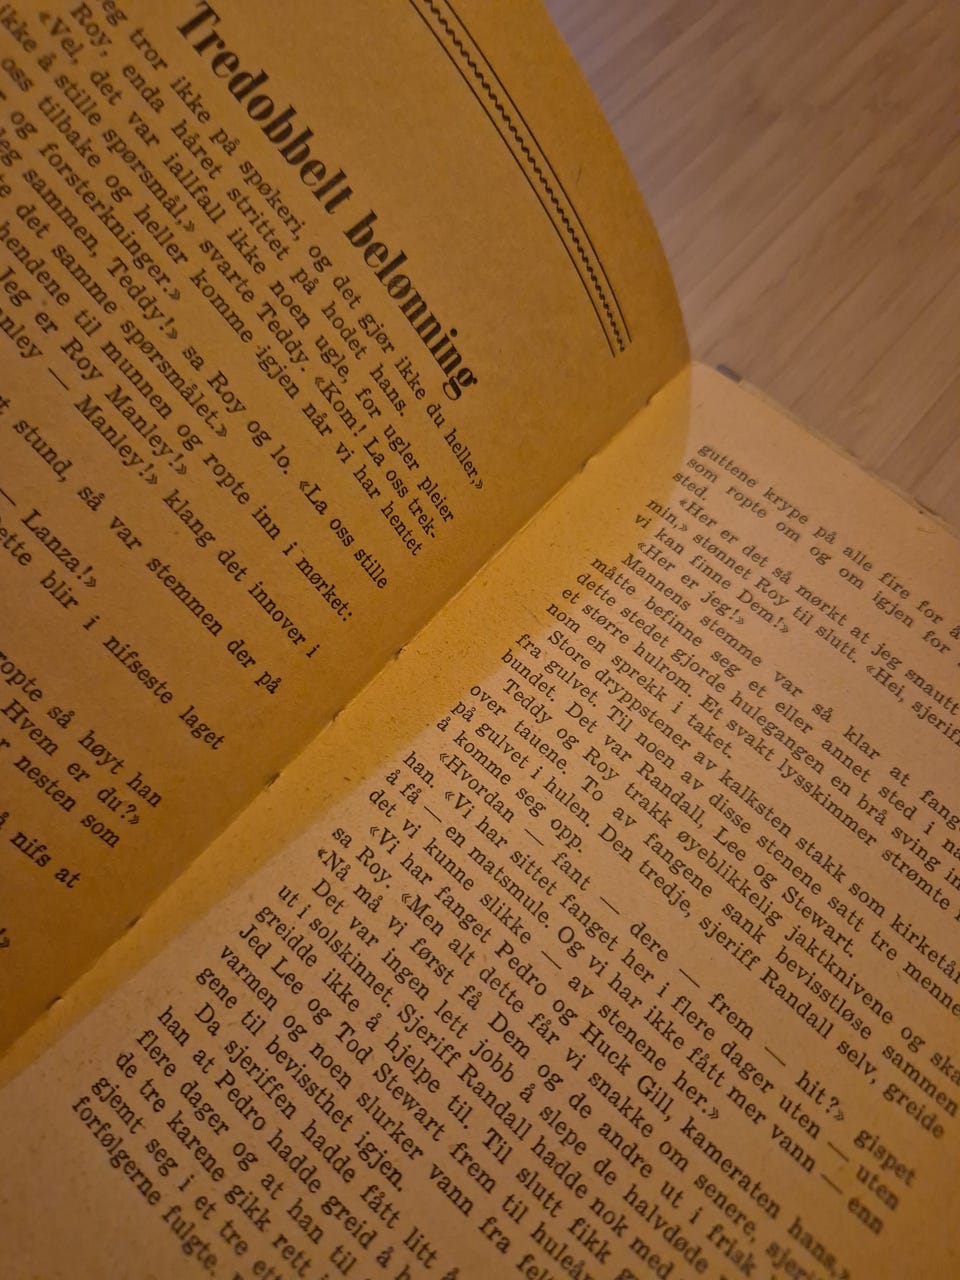 Tredobbelt belønning
eg tror ikke på spøkeri, og det gjør ikke du heller,»
Roy, enda håret strittet på hodet hans.
«Vel, det var iallfall ikke noen ugle, for ugler pleier
ikke å stille spørsmål,» svarte Teddy. «Kom! La oss trek-
oss tilbake og heller komme igjen når vi har hentet
og forsterkninger.»
sammen, Teddy!» sa Roy og lo. «La oss stille
det samme spørsmålet.»
hendene til munnen og ropte inn i mørket:
Jeg er Roy Manley!»
— Manley!» klang det innover i
stund, så var stemmen der på
— Lanza!»
blir i nifseste laget
ropte så høyt han
Hvem er du?»
nesten som
nifs at
guttene krype på alle fire for å
som ropte om og om igjen for
sted.
«Her er det så mørkt at jeg snautt
min,» stønnet Roy til slutt. «Hei, sjeriff
vi kan finne Dem!»
«Her er jeg!»
Mannens stemme var så klar at
måtte befinne seg et eller annet sted i
dette stedet gjorde hulegangen en brå sving
et større hulrom. Et svakt lysskimmer strømte
nom en sprekk i taket.
Store dryppstener av kalksten stakk som
fra gulvet. Til noen av disse stenene satt tre menne
bundet. Det var Randall, Lee og Stewart.
Teddy og Roy trakk øyeblikkelig jaktknivene og
over tauene. To av fangene sank bevisstløse sammen
på gulvet i hulen. Den tredje, sjeriff Randall selv, greide
å komme seg opp.
«Hvordan — fant — dere — frem — hit?» gispet
han. «Vi har sittet fanget her i flere dager uten — uten
å få — en matsmule. Og vi har ikke fått mer vann — enn
det vi kunne slikke — av stenene her.»
«Vi har fanget Pedro og Huck Gill, kameraten hans,»
sa Roy. «Men alt dette får vi snakke om senere,
«Nå må vi først få Dem og de andre ut i frisk
Det var ingen lett jobb å slepe de halvdøde
ut i solskinnet. Sjeriff Randall hadde nok med
greidde ikke å hjelpe til. Til slutt fikk
Jed Lee og Tod Stewart frem til
varmen og noen slurker vann fra
gene til bevissthet igjen.
Da sjeriffen hadde fått litt
han at Pedro hadde greid å
flere dager og at han til
de tre karene gikk rett
gjemt seg i et tre
forfølgerne fulgte.